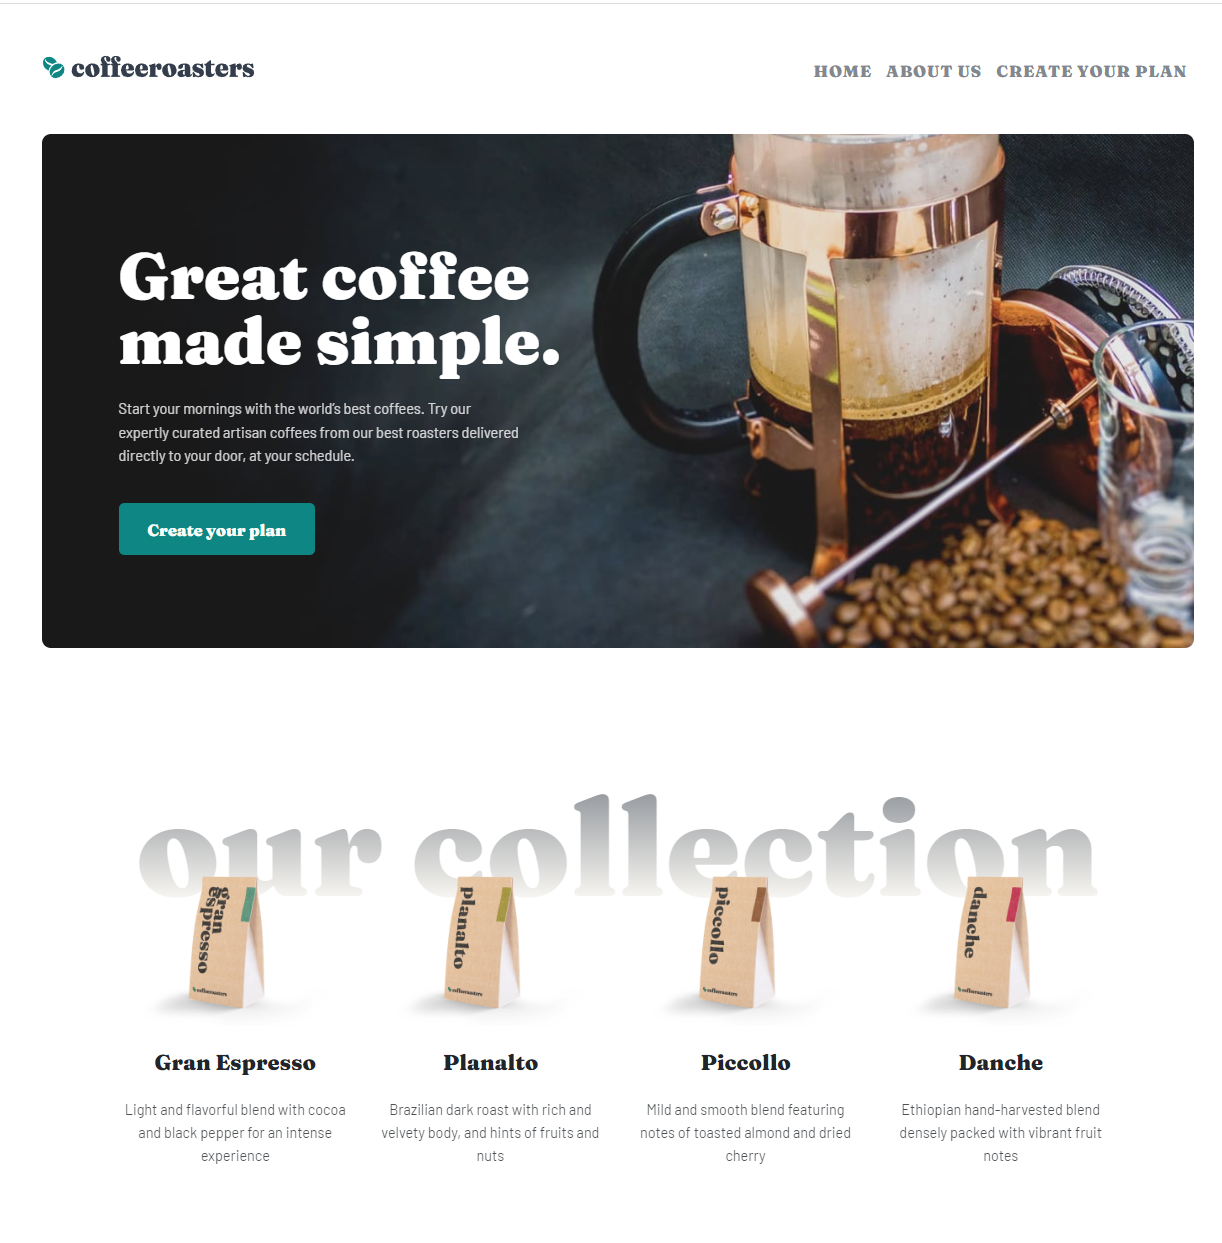 coffeeroasters
HOME ABOUT US CREATE YOUR PLAN
Great coffee
made simple.
Start your mornings with the world's best coffees. Try our
expertly curated artisan coffees from our best roasters delivered
directly to your door, at your schedule.
Create your plan
our collection
gran
espresso
coffeeroasters
planalto
coffeeroasters
piccollo
coffeeroasters
danche
coffeeroasters
Gran Espresso
Light and flavorful blend with cocoa
and black pepper for an intense
experience
Planalto
Brazilian dark roast with rich and
velvety body, and hints of fruits and
nuts
Piccollo
Mild and smooth blend featuring
notes of toasted almond and dried
cherry
Danche
Ethiopian hand-harvested blend
densely packed with vibrant fruit
notes